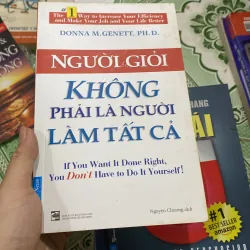 The #1 Way to Increase Your Efficiency
and Make Your Job and Your Life Better
DONNA M. GENETT, PH.D.
NGƯỜI GIỎI
KHÔNG
PHẢI LÀ NGƯỜI
LÀM TẤT CẢ
If You Want It Done Right,
You Don't Have to Do It Yourself!
Nguyễn Chương dịch
HANG
ÁI
#1
BEST SELLER
amazon